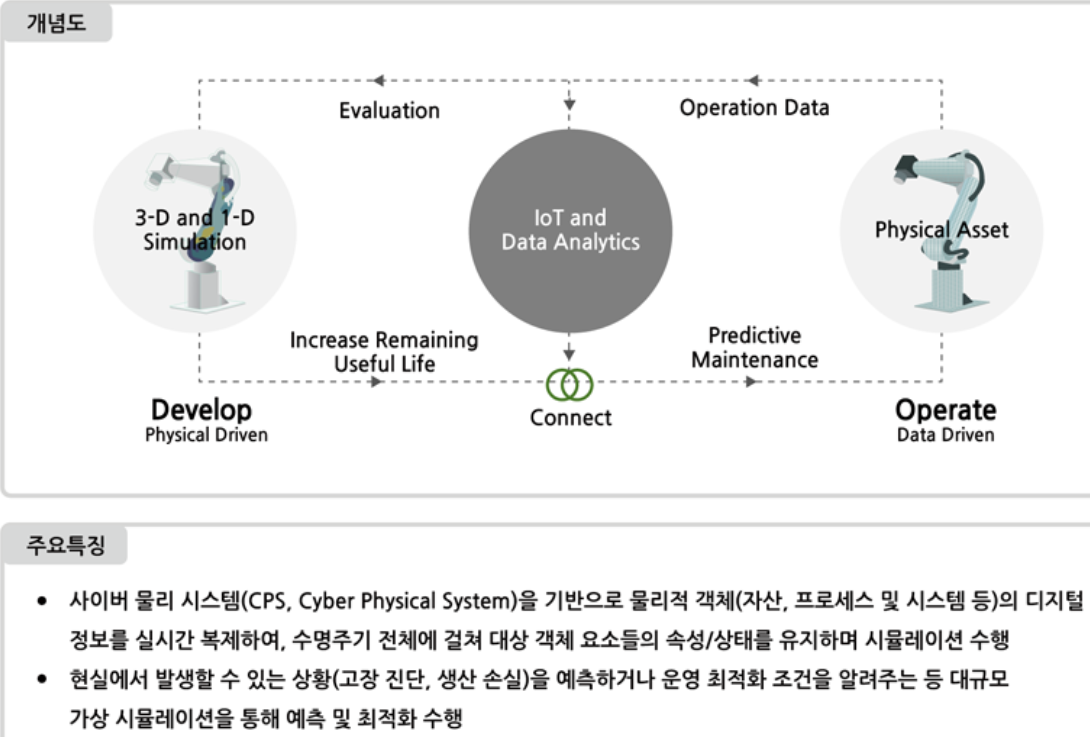 개념도
Evaluation
Operation Data
3-D and 1-D
Simulation
IoT and
Data Analytics
Physical Asset
Increase Remaining
Useful Life
Predictive
Maintenance
Develop
Physical Driven
Connect
Operate
Data Driven
주요특징
• 사이버 물리 시스템(CPS, Cyber Physical System)을 기반으로 물리적 객체(자산, 프로세스 및 시스템 등)의 디지털
정보를 실시간 복제하여, 수명주기 전체에 걸쳐 대상 객체 요소들의 속성/상태를 유지하며 시뮬레이션 수행
• 현실에서 발생할 수 있는 상황(고장 진단, 생산 손실)을 예측하거나 운영 최적화 조건을 알려주는 등 대규모
가상 시뮬레이션을 통해 예측 및 최적화 수행